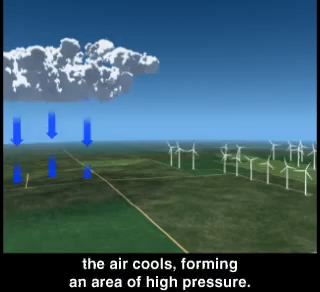 the air cools, forming
an area of high pressure.